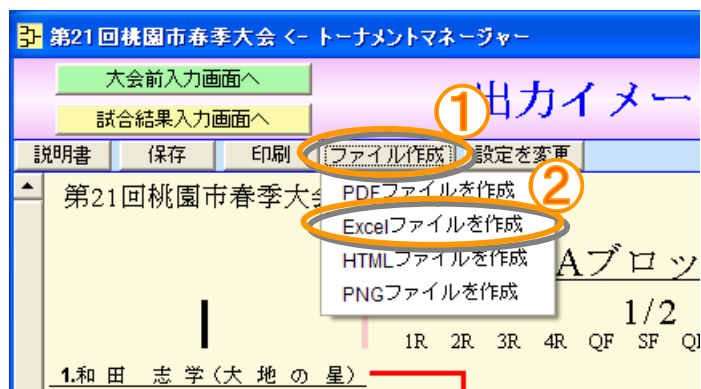 第21回桃園市春季大会 <- トーナメントマネージャー
大会前入力画面へ
試合結果入力画面へ
出力イメー
①
説明書 保存 印刷 ファイル作成 設定を変更
②
第21回桃園市春季大会
PDFファイルを作成
Excelファイルを作成
HTMLファイルを作成
PNGファイルを作成
Aブロッ
1/2
1R 2R 3R 4R QF SF
1.和田 志学(大地の星)